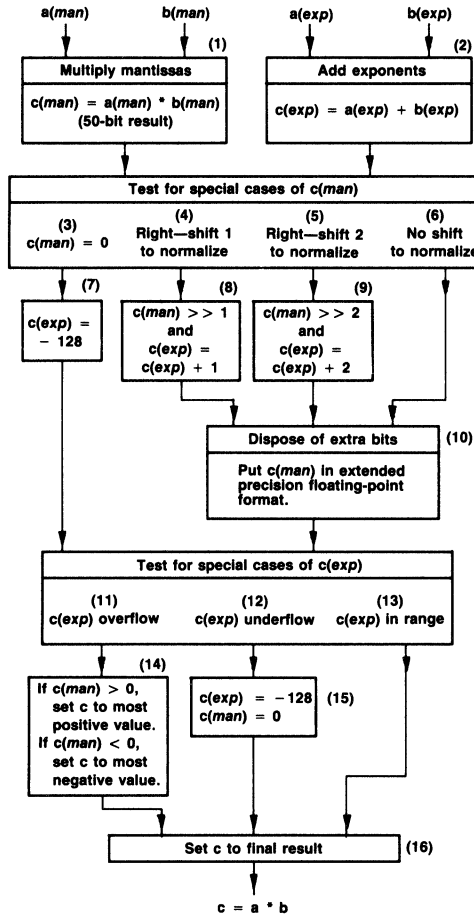 a(man)
b(man)
a(exp)
b(exp)
(1)
(2)
Multiply mantissas
c(man) = a(man) * b(man)
(50-bit result)
Add exponents
c(exp) = a(exp) + b(exp)
Test for special cases of c(man)
(3)
c(man) = 0
(4)
Right—shift 1
to normalize
(5)
Right—shift 2
to normalize
(6)
No shift
to normalize
(7)
c(exp) =
- 128
(8)
c(man) >> 1
and
c(exp) =
c(exp) + 1
(9)
c(man) >> 2
and
c(exp) =
c(exp) + 2
Dispose of extra bits
(10)
Put c(man) in extended
precision floating-point
format.
Test for special cases of c(exp)
(11)
c(exp) overflow
(12)
c(exp) underflow
(13)
c(exp) in range
(14)
If c(man) > 0,
set c to most
positive value.
If c(man) < 0,
set c to most
negative value.
c(exp) = -128
c(man) = 0
(15)
Set c to final result
(16)
c = a * b